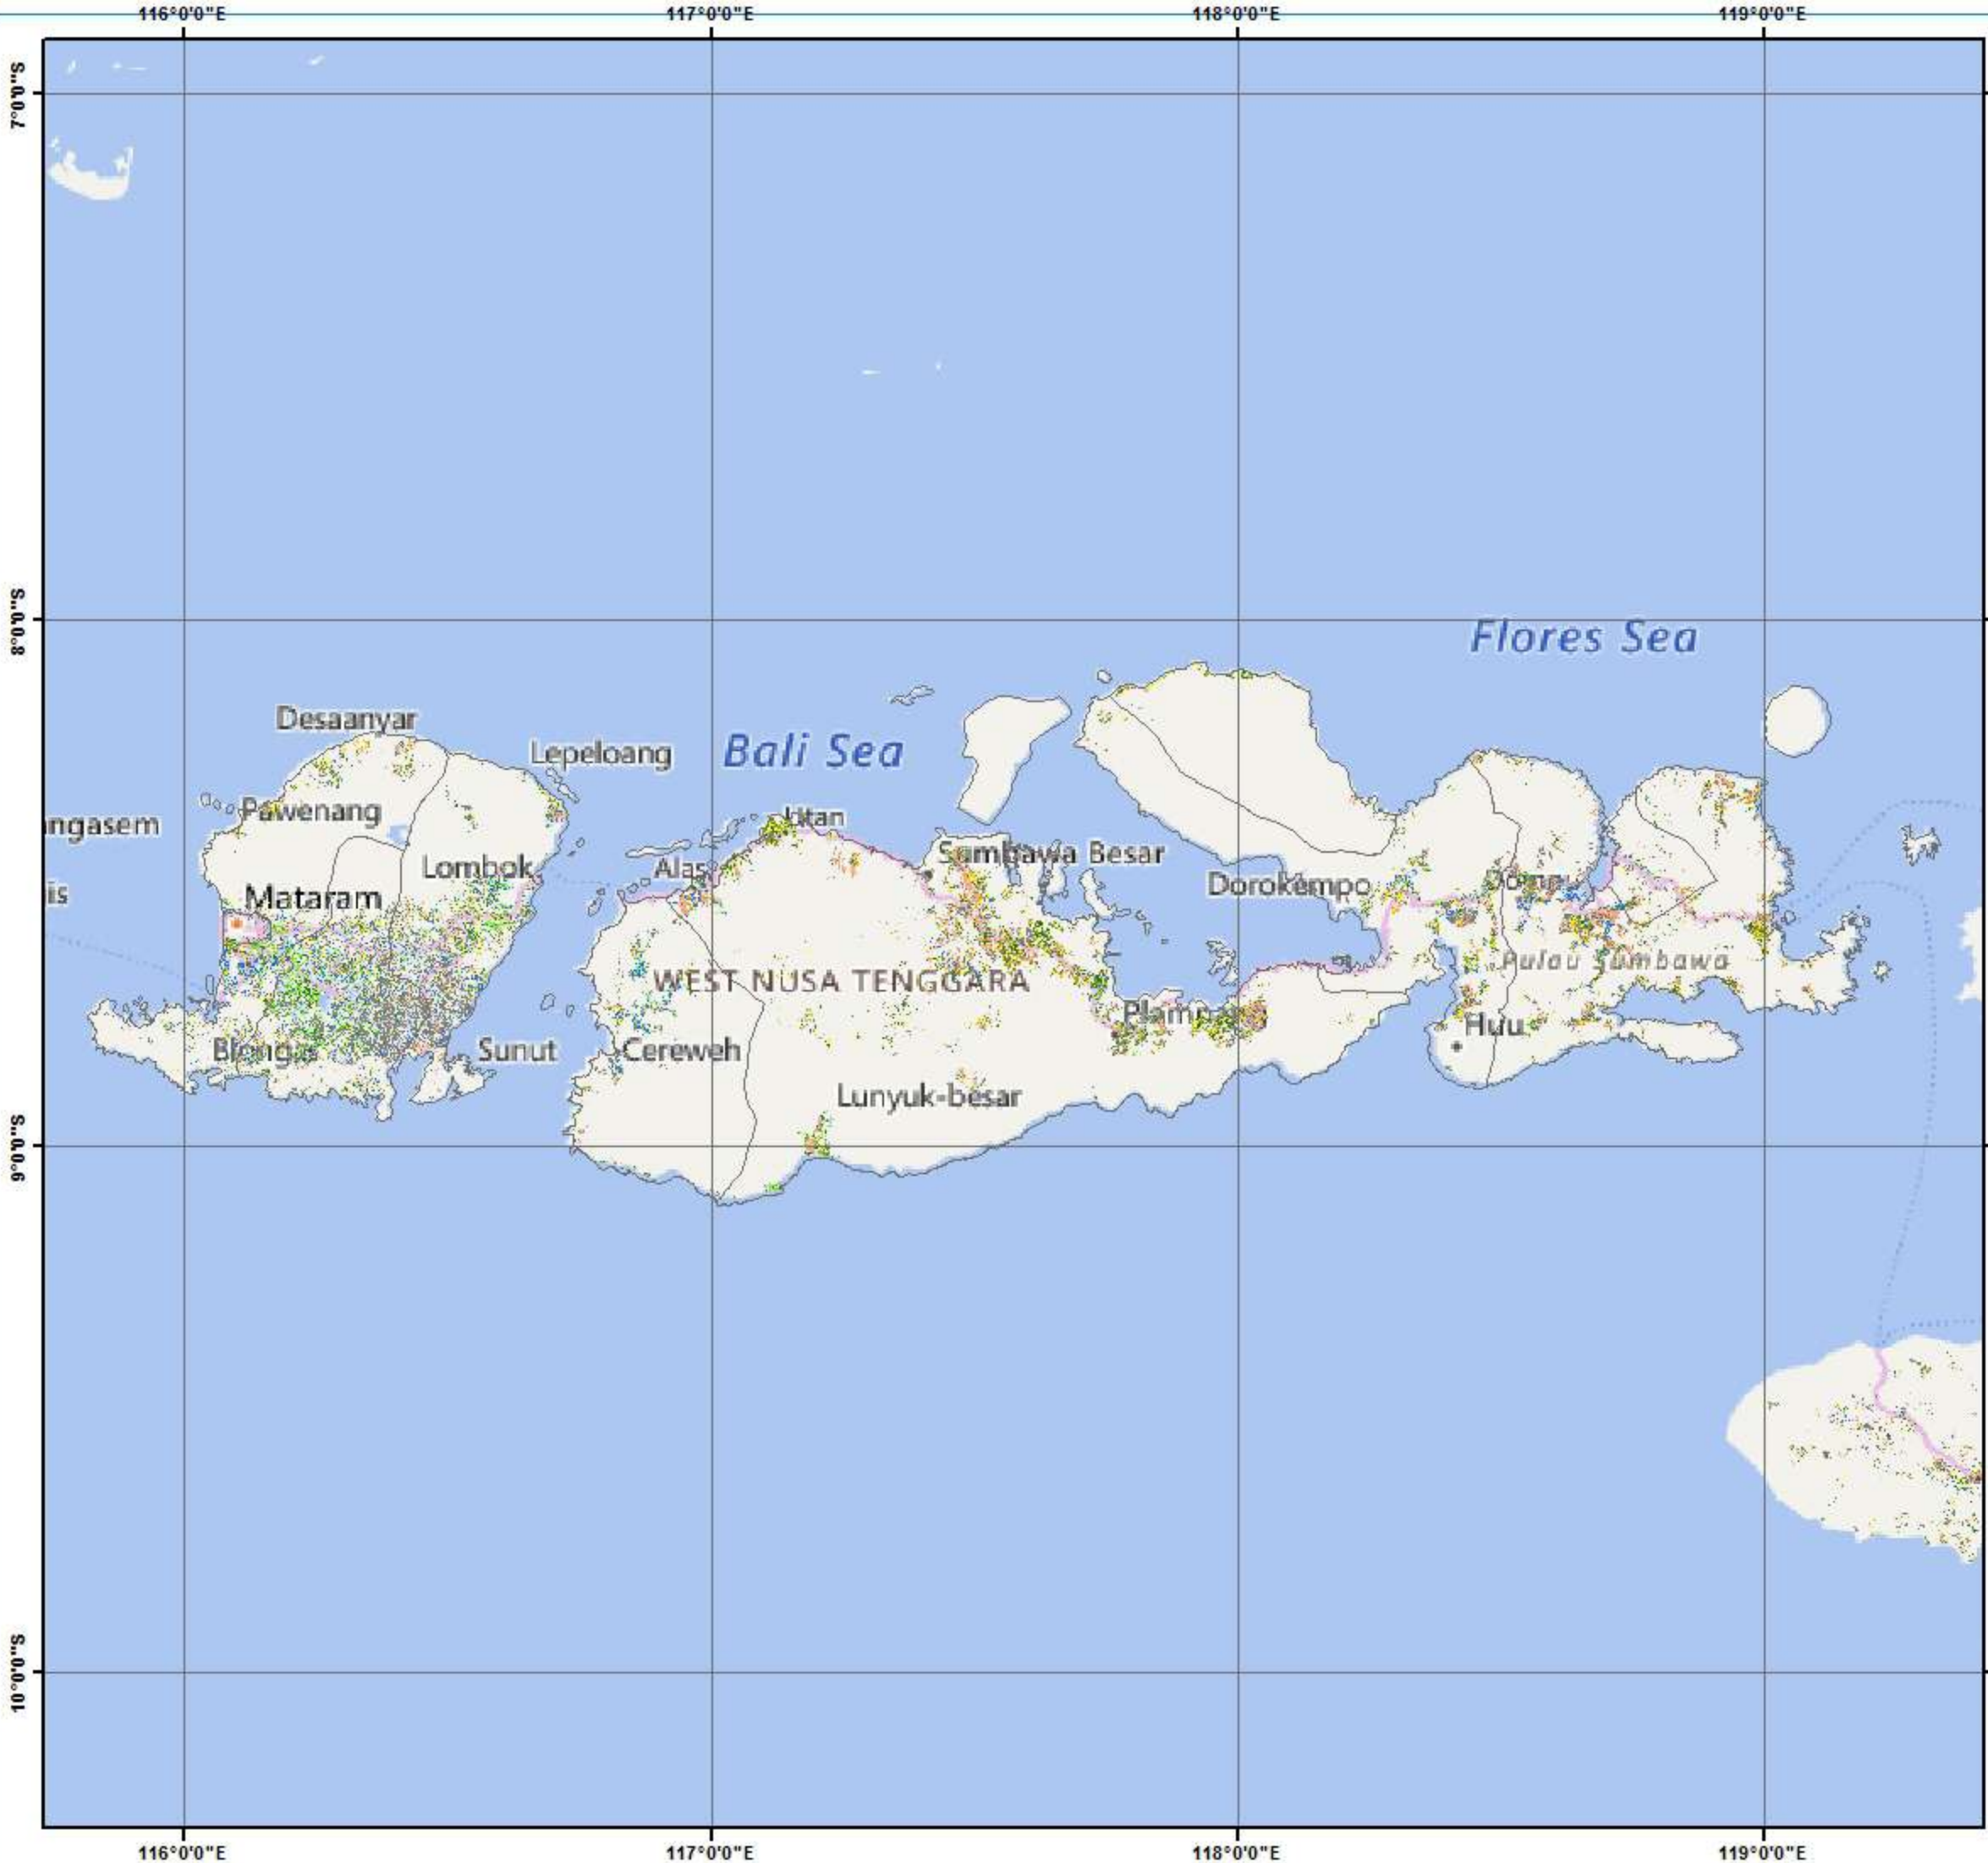 116°0'0"E 117°0'0"E 118°0'0"E 119°0'0"E
7°0'0"S
8°0'0"S
Flores Sea
Desaanyar
Bali Sea
Lepeloang
Pawenang
Utan
ngasem
Sumbawa Besar
Lombok
Alas
Dorokempo
is
Mataram
Pulau Sumbawa
WEST NUSA TENGGARA
Huu
Blongas
Sunut
Cereweh
Lunyuk-besar
9°0'0"S
10°0'0"S
116°0'0"E 117°0'0"E 118°0'0"E 119°0'0"E